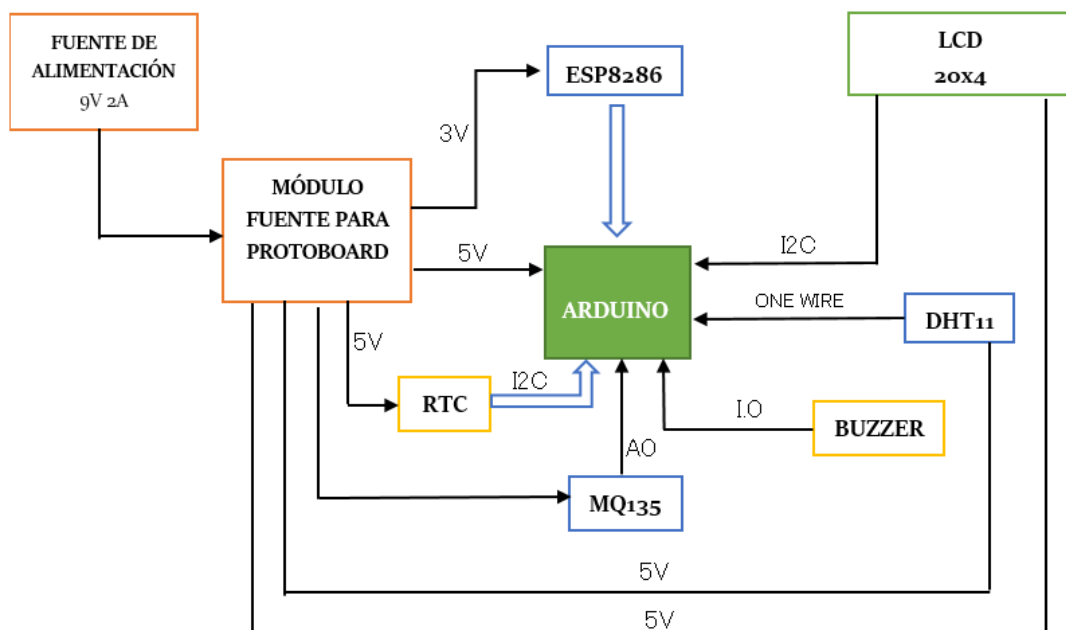 FUENTE DE
ALIMENTACIÓN
9V 2A
ESP8286
LCD
20x4
3V
MÓDULO
FUENTE PARA
PROTOBOARD
5V
I2C
ARDUINO
ONE WIRE
DHT11
5V
RTC
I2C
I.O
BUZZER
AO
MQ135
5V
5V